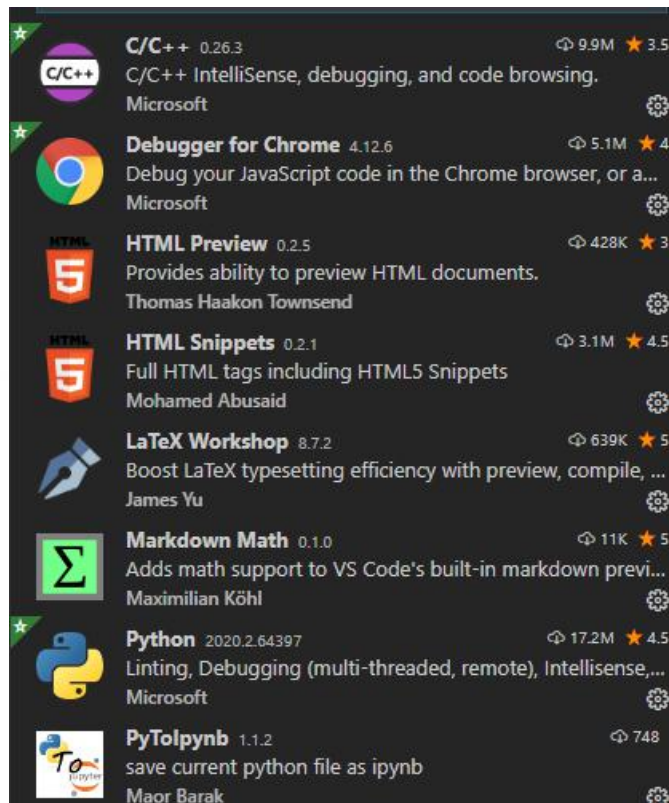 C/C++ 0.26.3 9.9M 3.5
C/C++ C/C++ IntelliSense, debugging, and code browsing.
Microsoft
Debugger for Chrome 4.12.6 5.1M 4
Debug your JavaScript code in the Chrome browser, or a...
Microsoft
HTML HTML Preview 0.2.5 428K 3
5 Provides ability to preview HTML documents.
Thomas Haakon Townsend
HTML HTML Snippets 0.2.1 3.1M 4.5
5 Full HTML tags including HTML5 Snippets
Mohamed Abusaid
LaTeX Workshop 8.7.2 639K 5
Boost LaTeX typesetting efficiency with preview, compile, ...
James Yu
Markdown Math 0.1.0 11K 5
Σ Adds math support to VS Code's built-in markdown previ...
Maximilian Köhl
Python 2020.2.64397 17.2M 4.5
Linting, Debugging (multi-threaded, remote), Intellisense,...
Microsoft
PyToIpynb 1.1.2 748
To jupyter save current python file as ipynb
Maor Barak